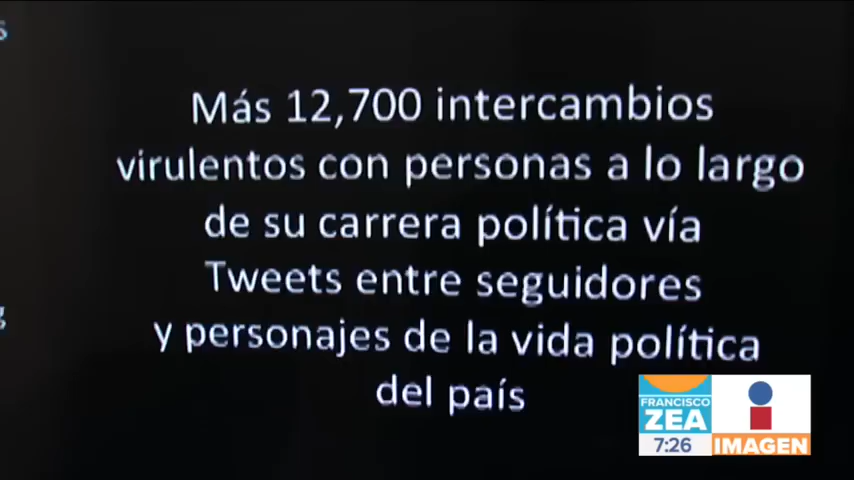 Más 12,700 intercambios
virulentos con personas a lo largo
de su carrera política vía
Tweets entre seguidores
y personajes de la vida política
del país
FRANCISCO
ZEA
7:26
IMAGEN